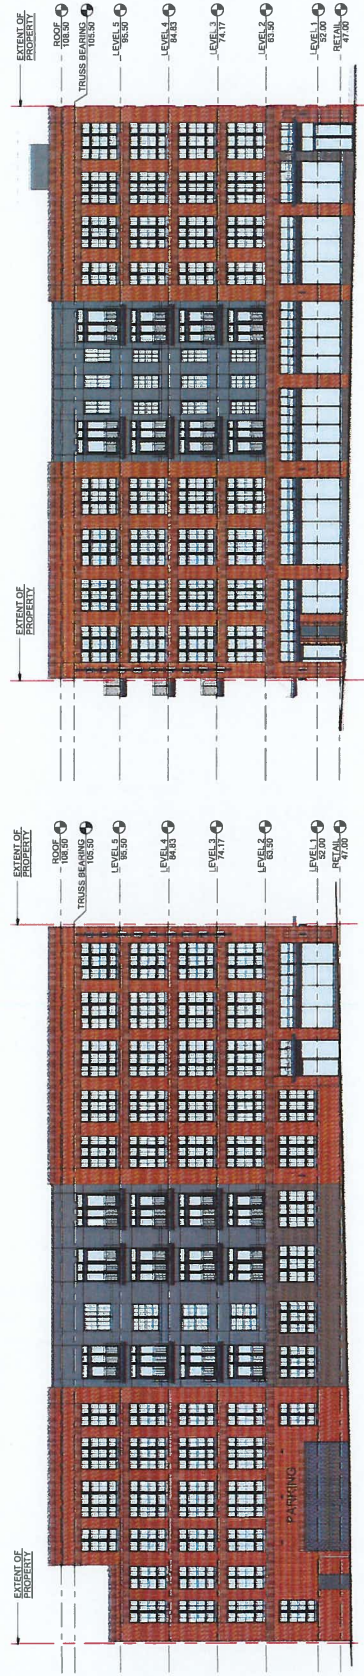 EXTENT OF
PROPERTY
EXTENT OF
PROPERTY
ROOF
108.50
TRUSS BEARING
105.50
LEVEL 5
95.50
LEVEL 4
84.83
LEVEL 3
74.17
LEVEL 2
63.50
LEVEL 1
52.00
RETAIL
47.00
EXTENT OF
PROPERTY
EXTENT OF
PROPERTY
ROOF
108.50
TRUSS BEARING
105.50
LEVEL 5
95.50
LEVEL 4
84.83
LEVEL 3
74.17
LEVEL 2
63.50
LEVEL 1
52.00
RETAIL
47.00
PARKING